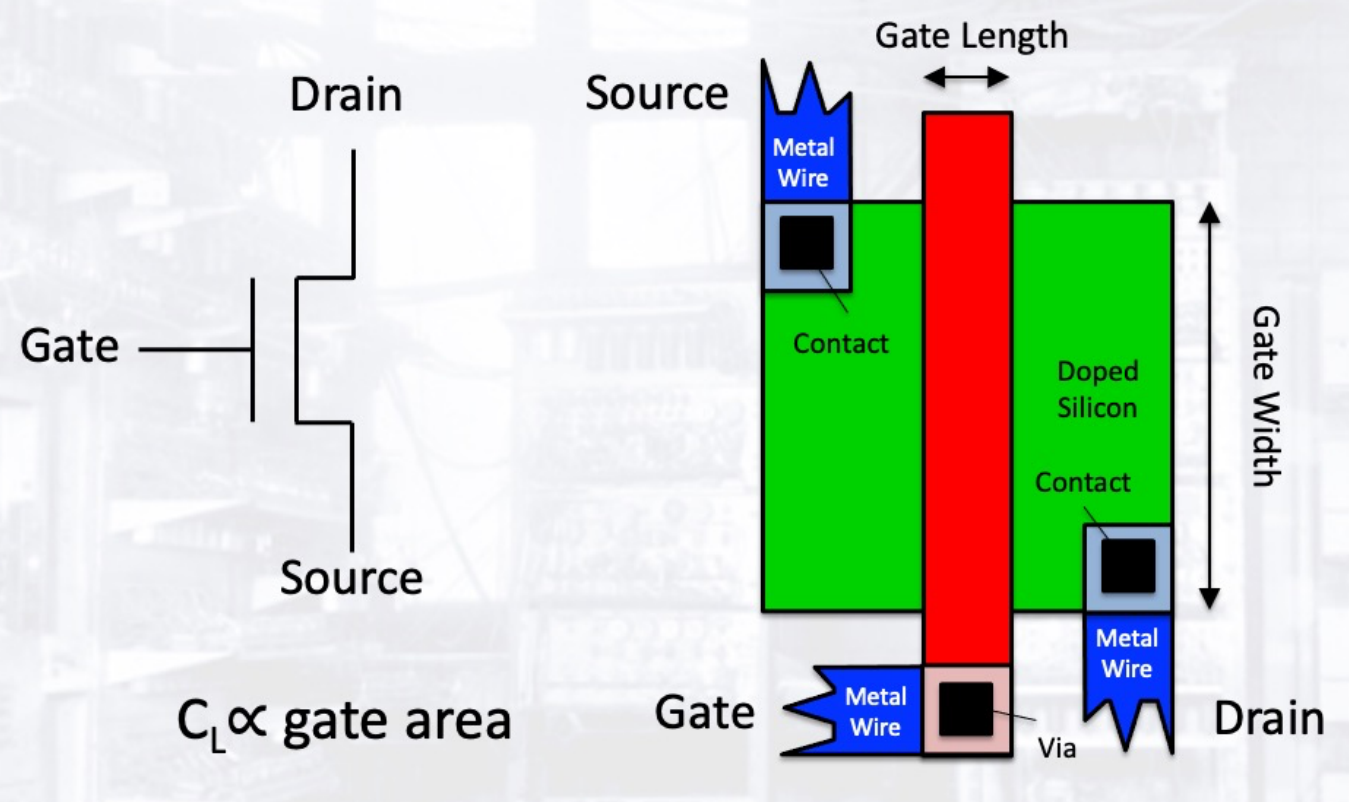 Drain
Gate
Source
C_L∝ gate area
Gate Length
Source
Metal
Wire
Contact
Doped
Silicon
Contact
Gate Width
Metal
Wire
Gate
Metal
Wire
Via
Drain